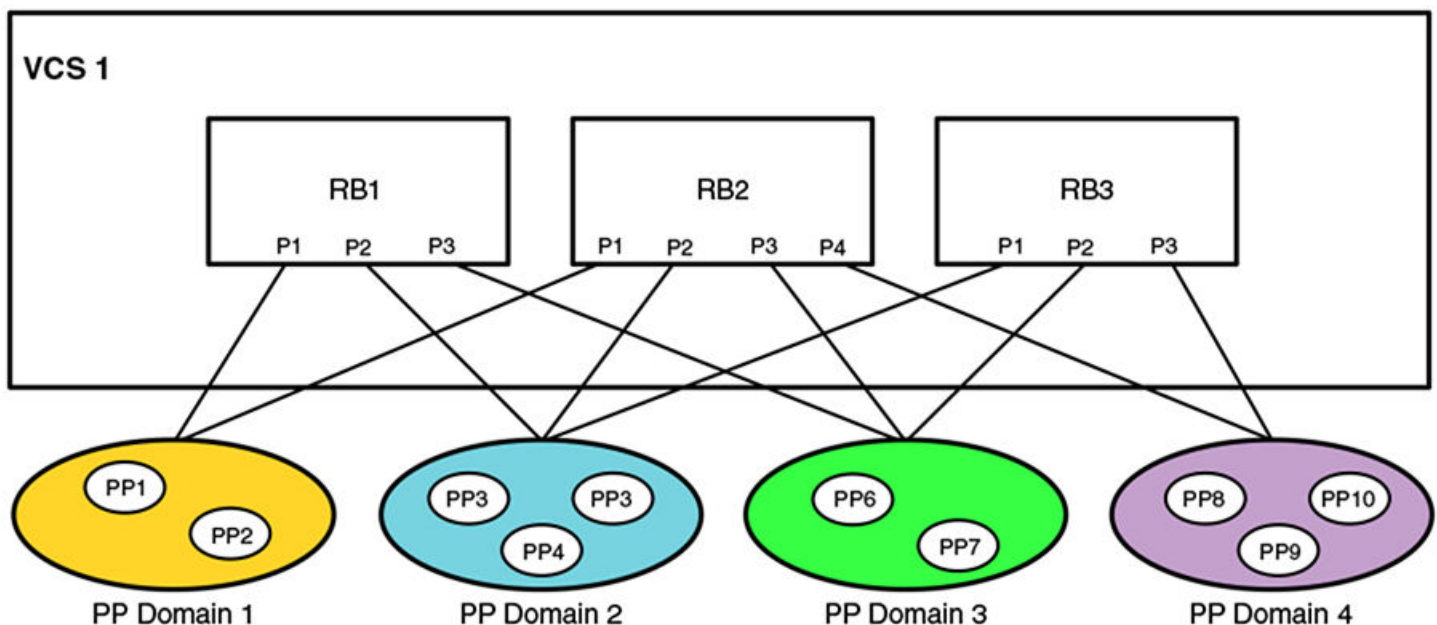 VCS 1
RB1
RB2
RB3
P1 P2 P3
P1 P2 P3 P4
P1 P2 P3
PP1
PP2
PP3
PP3
PP4
PP6
PP7
PP8
PP10
PP9
PP Domain 1
PP Domain 2
PP Domain 3
PP Domain 4